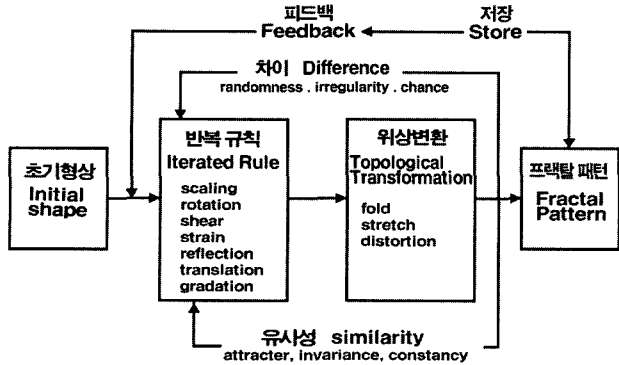 피드백
Feedback
저장
Store
차이 Difference
randomness . irregularity . chance
초기형상
Initial
shape
반복 규칙
Iterated Rule
scaling
rotation
shear
strain
reflection
translation
gradation
위상변환
Topological
Transformation
fold
stretch
distortion
프랙탈 패턴
Fractal
Pattern
유사성 similarity
attracter, invariance, constancy